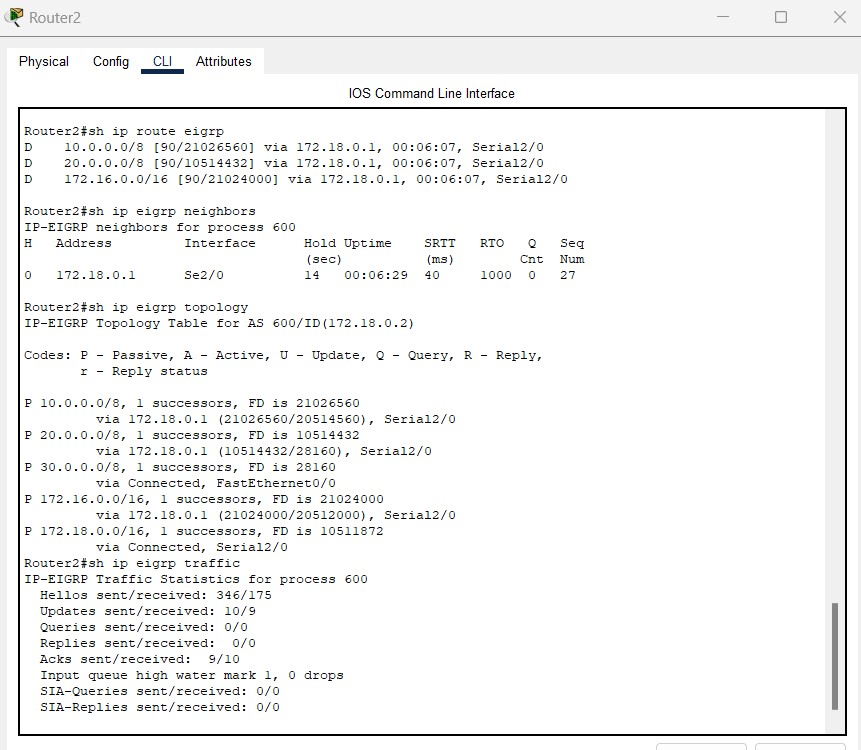 Router2
Physical Config CLI Attributes
IOS Command Line Interface
Router2#sh ip route eigrp
D    10.0.0.0/8 [90/21026560] via 172.18.0.1, 00:06:07, Serial2/0
D    20.0.0.0/8 [90/10514432] via 172.18.0.1, 00:06:07, Serial2/0
D    172.16.0.0/16 [90/21024000] via 172.18.0.1, 00:06:07, Serial2/0
Router2#sh ip eigrp neighbors
IP-EIGRP neighbors for process 600
H   Address         Interface      Hold Uptime    SRTT   RTO   Q   Seq
                                   (sec)          (ms)        Cnt  Num
0   172.18.0.1      Se2/0          14   00:06:29  40     1000  0   27
Router2#sh ip eigrp topology
IP-EIGRP Topology Table for AS 600/ID(172.18.0.2)
Codes: P - Passive, A - Active, U - Update, Q - Query, R - Reply,
       r - Reply status
P 10.0.0.0/8, 1 successors, FD is 21026560
         via 172.18.0.1 (21026560/20514560), Serial2/0
P 20.0.0.0/8, 1 successors, FD is 10514432
         via 172.18.0.1 (10514432/28160), Serial2/0
P 30.0.0.0/8, 1 successors, FD is 28160
         via Connected, FastEthernet0/0
P 172.16.0.0/16, 1 successors, FD is 21024000
         via 172.18.0.1 (21024000/20512000), Serial2/0
P 172.18.0.0/16, 1 successors, FD is 10511872
         via Connected, Serial2/0
Router2#sh ip eigrp traffic
IP-EIGRP Traffic Statistics for process 600
  Hellos sent/received: 346/175
  Updates sent/received: 10/9
  Queries sent/received: 0/0
  Replies sent/received:  0/0
  Acks sent/received:  9/10
  Input queue high water mark 1, 0 drops
  SIA-Queries sent/received: 0/0
  SIA-Replies sent/received: 0/0